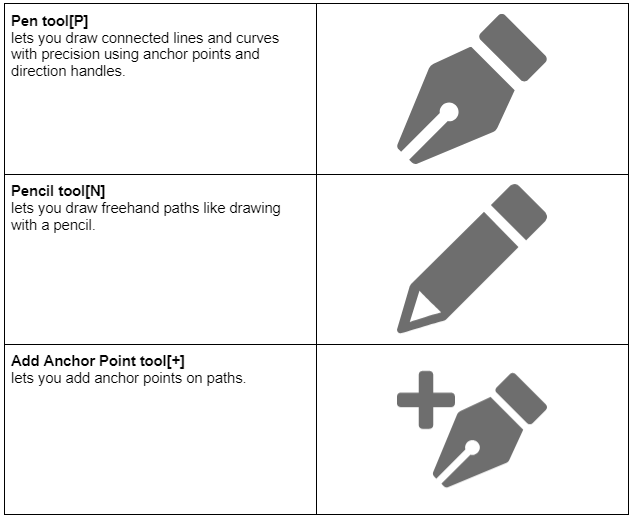 Pen tool[P]
lets you draw connected lines and curves
with precision using anchor points and
direction handles.
Pencil tool[N]
lets you draw freehand paths like drawing
with a pencil.
Add Anchor Point tool[+]
lets you add anchor points on paths.